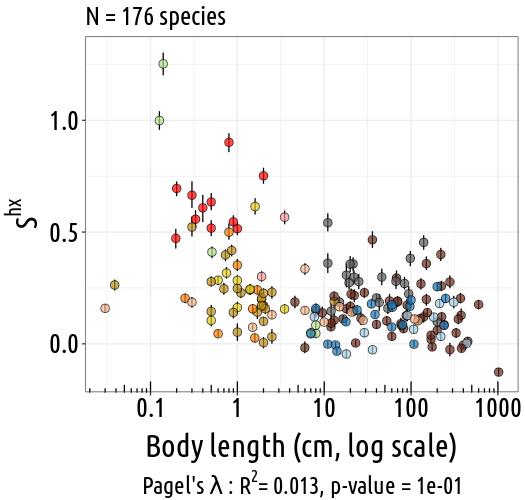 N = 176 species
1.0
0.5
0.0
S^hx
0.1 1 10 100 1000
Body length (cm, log scale)
Pagel's λ : R²= 0.013, p-value = 1e-01